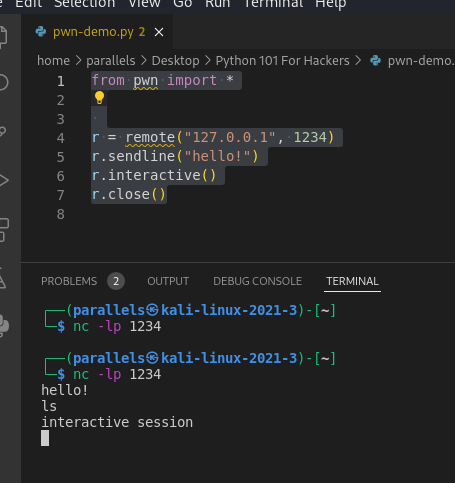 Edit Selection View Go Run Terminal Help
pwn-demo.py 2 ×
home > parallels > Desktop > Python 101 For Hackers > pwn-demo.
1 from pwn import *
2
3
4 r = remote("127.0.0.1", 1234)
5 r.sendline("hello!")
6 r.interactive()
7 r.close()
8
PROBLEMS 2 OUTPUT DEBUG CONSOLE TERMINAL
┌──(parallels㉿kali-linux-2021-3)-[~]
└─$ nc -lp 1234
┌──(parallels㉿kali-linux-2021-3)-[~]
└─$ nc -lp 1234
hello!
ls
interactive session